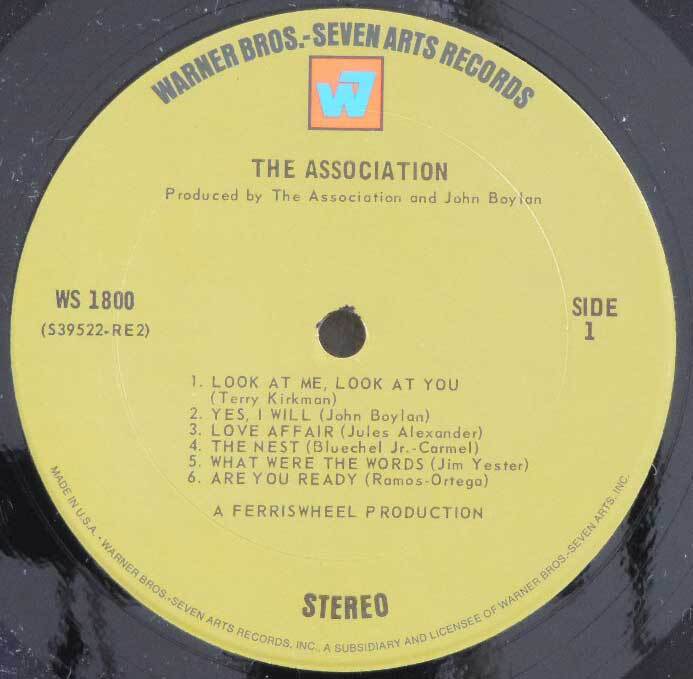 WARNER BROS.-SEVEN ARTS RECORDS
W7
THE ASSOCIATION
Produced by The Association and John Boylan
WS 1800
(S39522-RE2)
SIDE
1
1. LOOK AT ME, LOOK AT YOU
(Terry Kirkman)
2. YES, I WILL (John Boylan)
3. LOVE AFFAIR (Jules Alexander)
4. THE NEST (Bluechel Jr.-Carmel)
5. WHAT WERE THE WORDS (Jim Yester)
6. ARE YOU READY (Ramos-Ortega)
A FERRISWHEEL PRODUCTION
STEREO
MADE IN U.S.A. • WARNER BROS.-SEVEN ARTS RECORDS, INC., A SUBSIDIARY AND LICENSEE OF WARNER BROS.-SEVEN ARTS, INC.